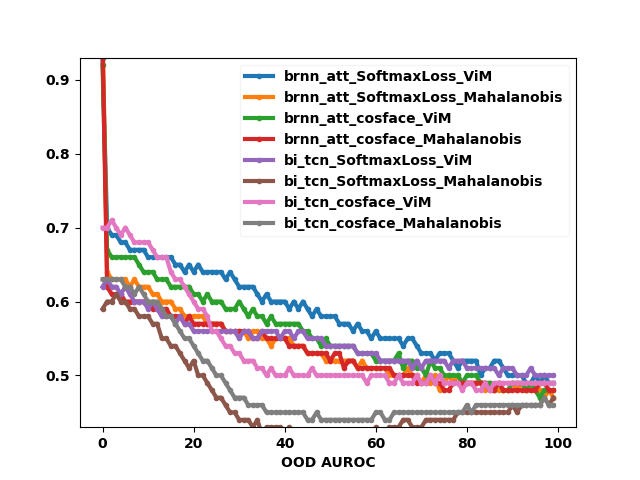 0.9
0.8
0.7
0.6
0.5
brnn_att_SoftmaxLoss_ViM
brnn_att_SoftmaxLoss_Mahalanobis
brnn_att_cosface_ViM
brnn_att_cosface_Mahalanobis
bi_tcn_SoftmaxLoss_ViM
bi_tcn_SoftmaxLoss_Mahalanobis
bi_tcn_cosface_ViM
bi_tcn_cosface_Mahalanobis
0 20 40 60 80 100
OOD AUROC